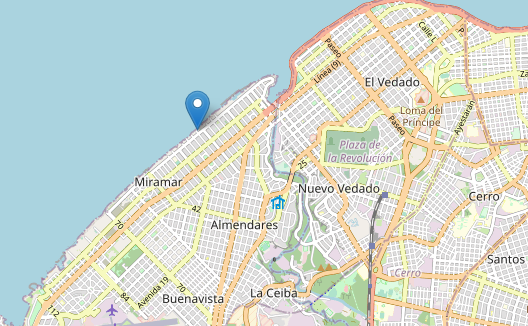 Calle L
P
Paseo
Línea (9)
El Vedado
Loma del
Príncipe
Ayestarán
Paseo
Plaza de
la Revolución
25
Miramar
Nuevo Vedado
Cerro
42
Almendares
70
Cerro
Santos
Avenida 19
70
84
La Ceiba
Buenavista
112